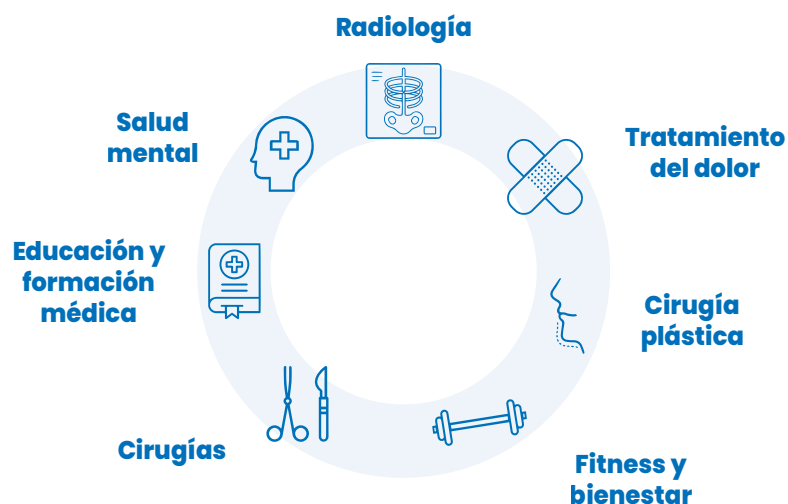 Radiología
Salud
mental
Tratamiento
del dolor
Educación y
formación
médica
Cirugía
plástica
Cirugías
Fitness y
bienestar